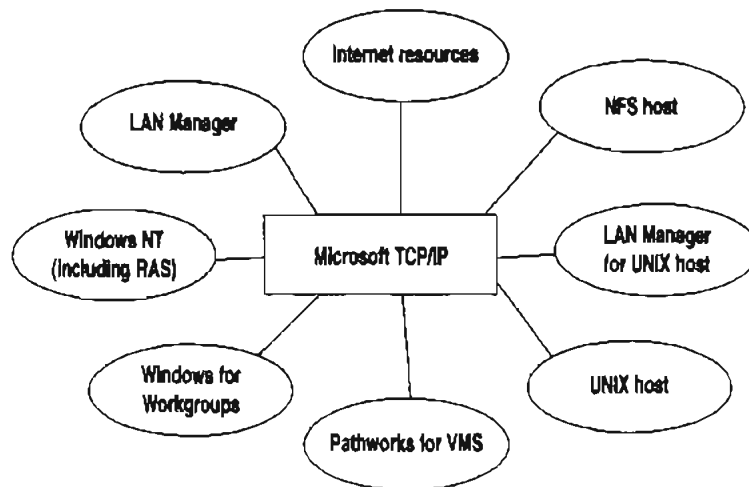 Internet resources
LAN Manager
NFS host
Windows NT
(including RAS)
Microsoft TCP/IP
LAN Manager
for UNIX host
Windows for
Workgroups
UNIX host
Pathworks for VMS